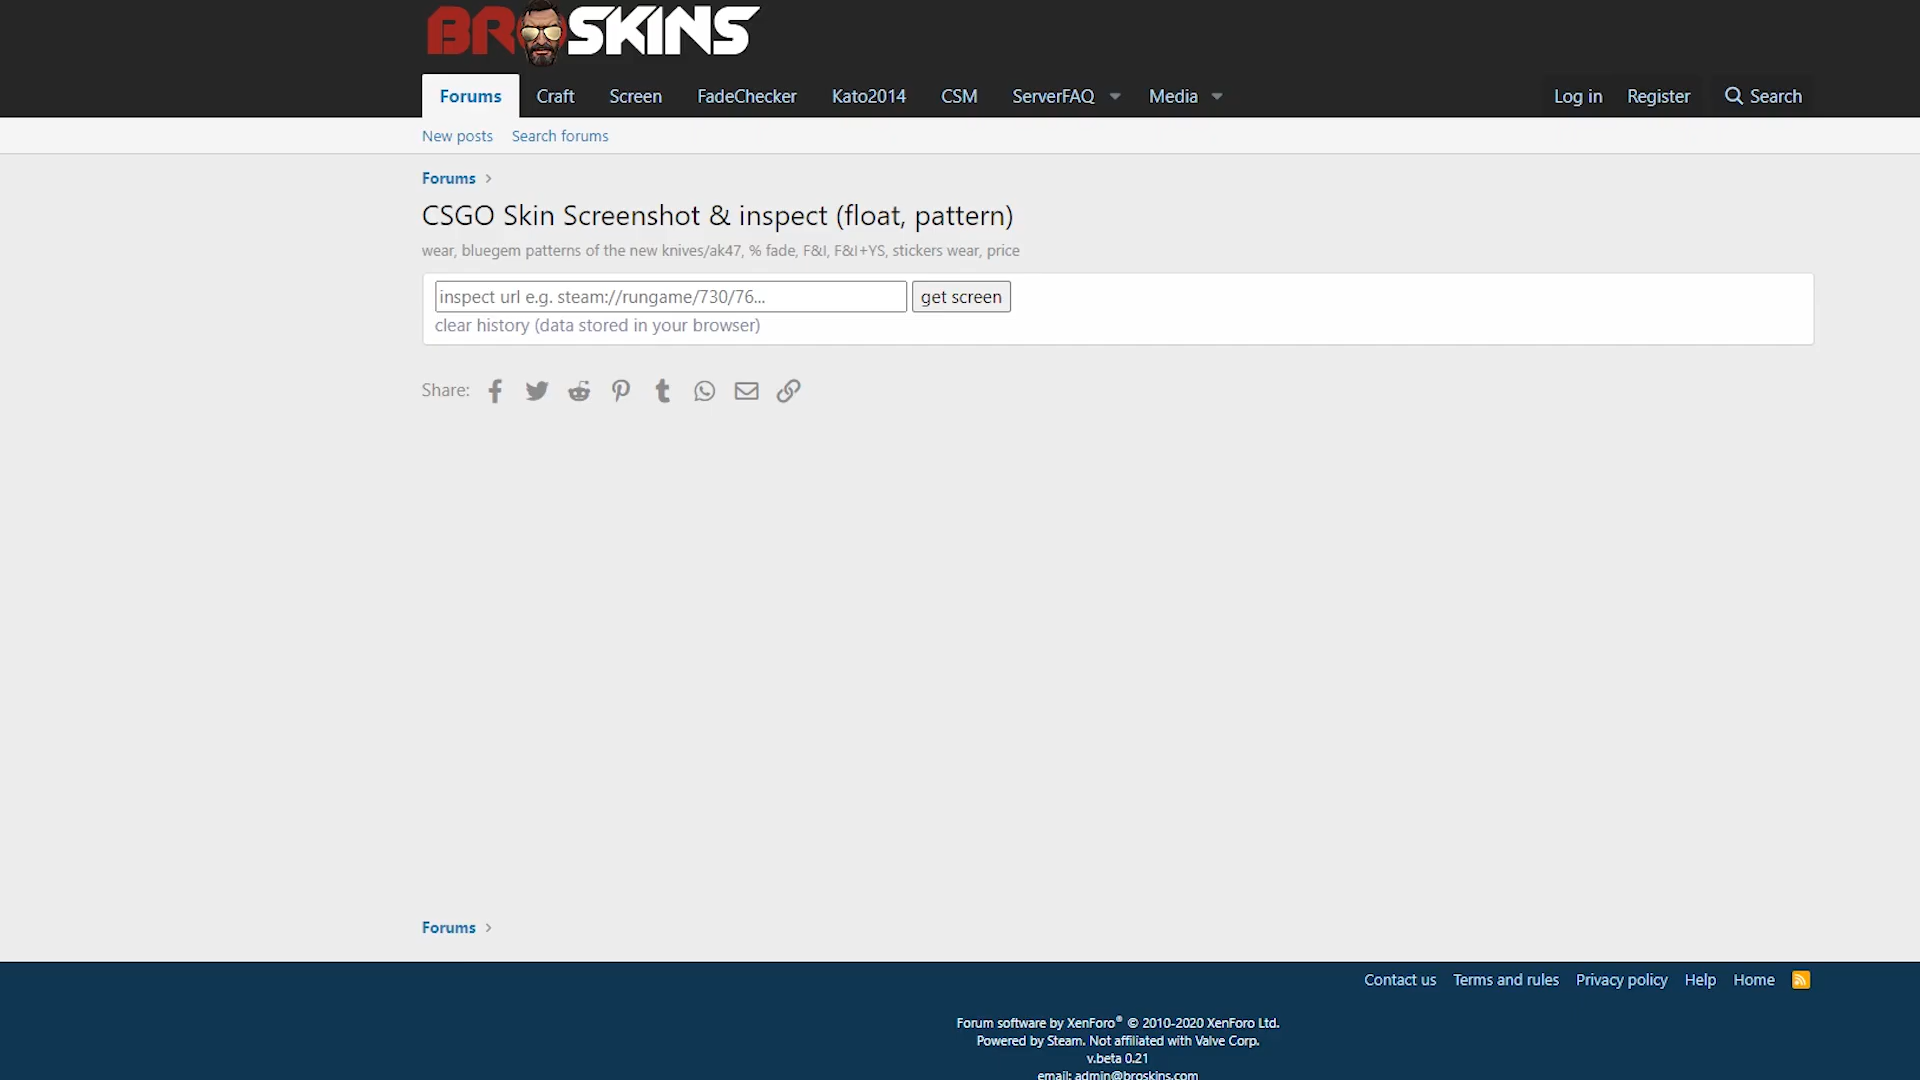 BROSKINS
Forums Craft Screen FadeChecker Kato2014 CSM ServerFAQ Media Log in Register Search
New posts Search forums
Forums
CSGO Skin Screenshot & inspect (float, pattern)
wear, bluegem patterns of the new knives/ak47, % fade, F&I, F&I+YS, stickers wear, price
inspect url e.g. steam://rungame/730/76... get screen
clear history (data stored in your browser)
Share:
Forums
Contact us Terms and rules Privacy policy Help Home
Forum software by XenForo® © 2010-2020 XenForo Ltd.
Powered by Steam. Not affiliated with Valve Corp.
v.beta 0.21
email: admin@broskins.com